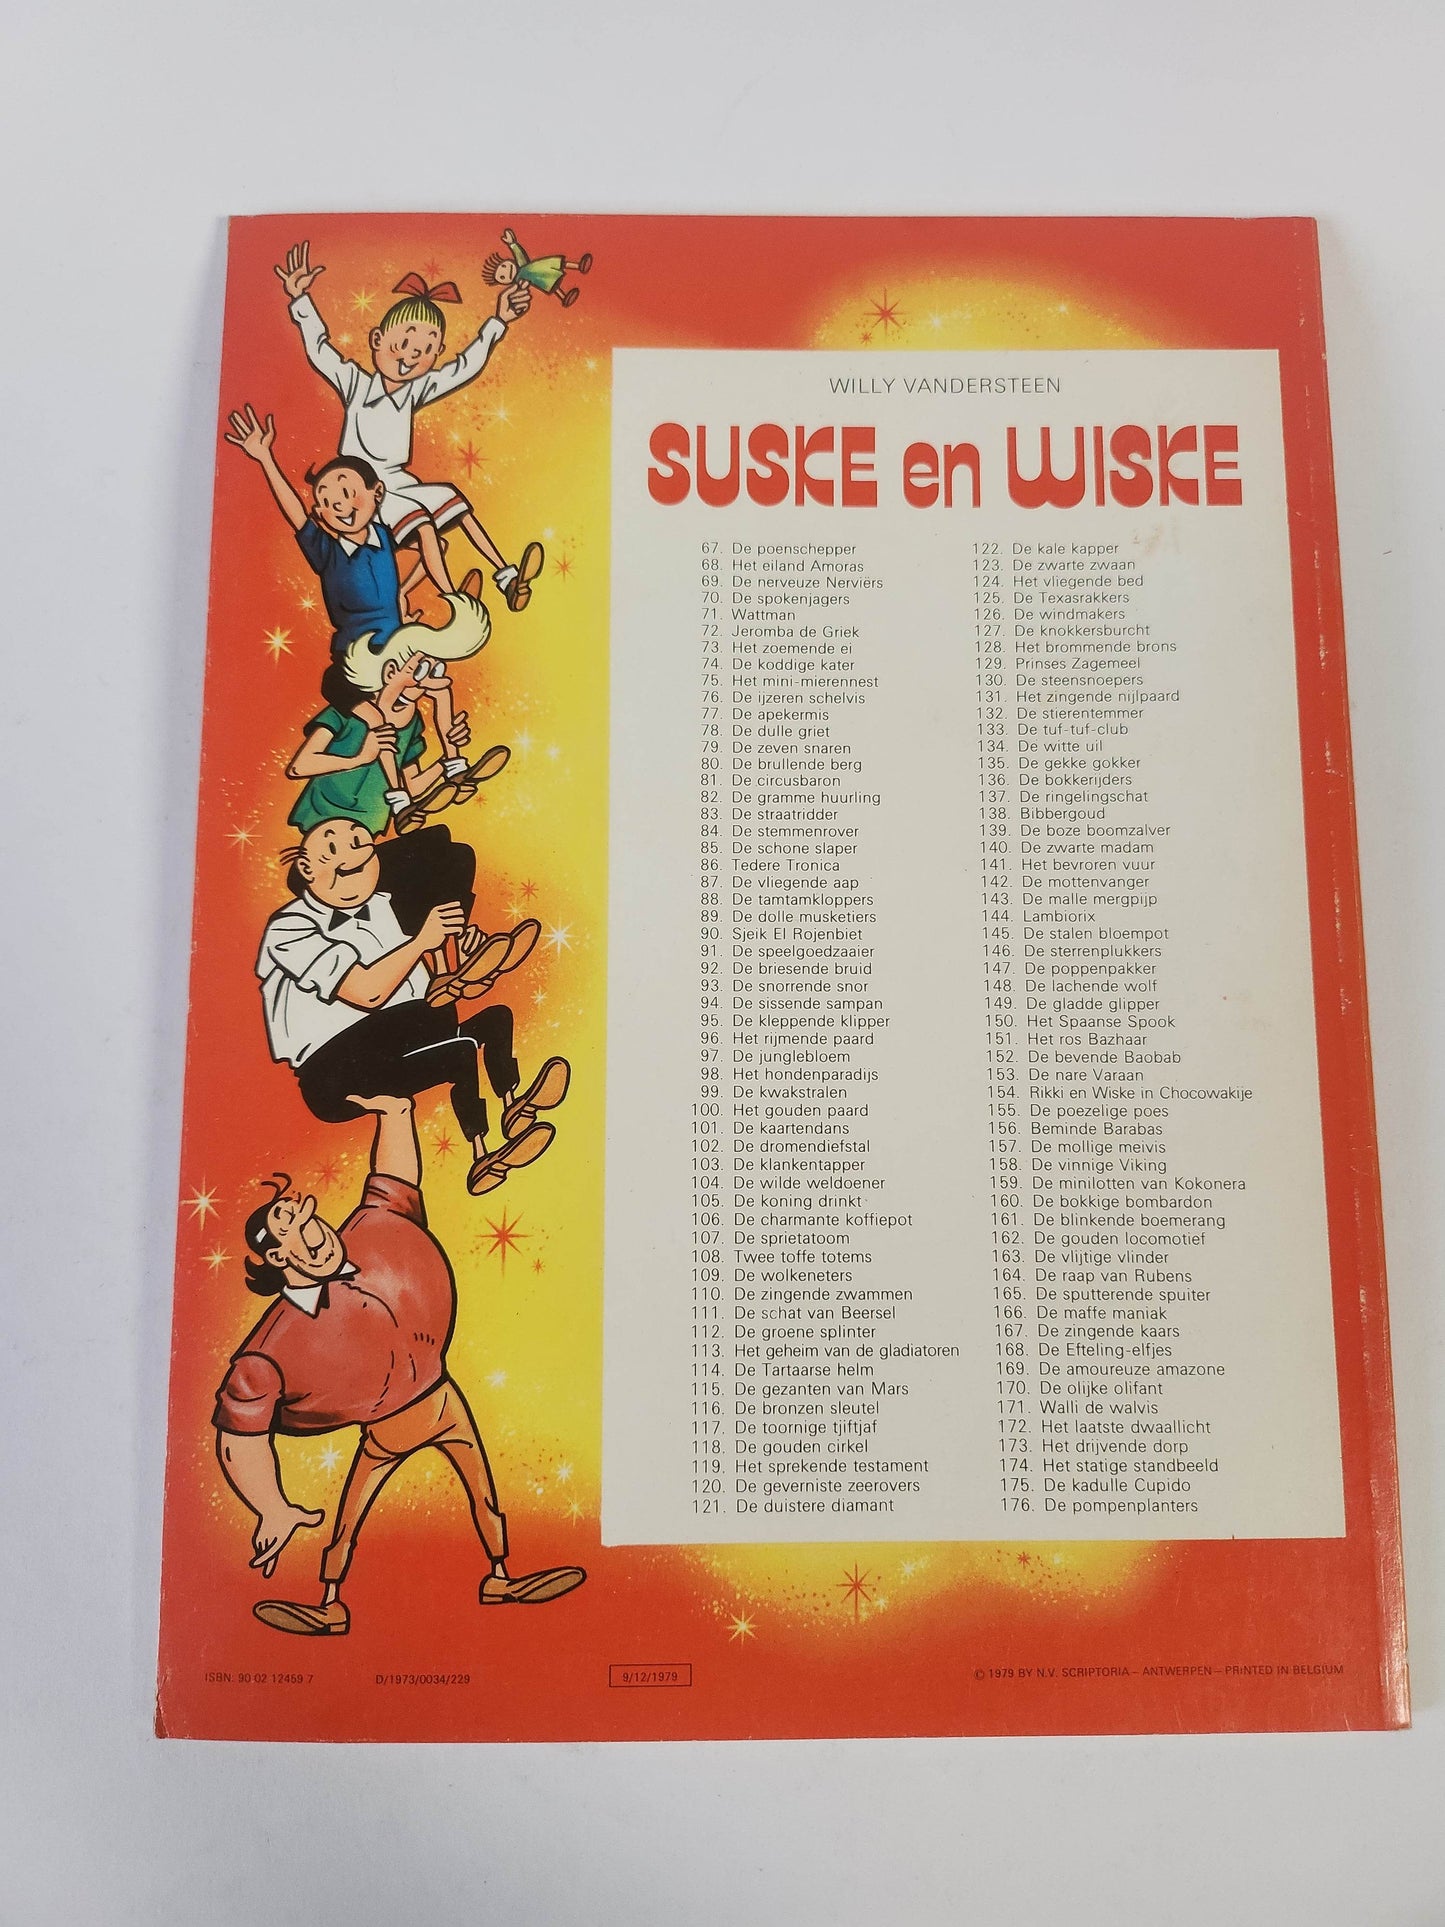 WILLY VANDERSTEEN
SUSKE en WISKE
67. De poenschepper
68. Het eiland Amoras
69. De nerveuze Nerviërs
70. De spokenjagers
71. Wattman
72. Jeromba de Griek
73. Het zoemende ei
74. De koddige kater
75. Het mini-mierennest
76. De ijzeren schelvis
77. De apekermis
78. De dulle griet
79. De zeven snaren
80. De brullende berg
81. De circusbaron
82. De gramme huurling
83. De straatridder
84. De stemmenrover
85. De schone slaper
86. Tedere Tronica
87. De vliegende aap
88. De tamtamkloppers
89. De dolle musketiers
90. Sjeik El Rojenbiet
91. De speelgoedzaaier
92. De briesende bruid
93. De snorrende snor
94. De sissende sampan
95. De kleppende klipper
96. Het rijmende paard
97. De junglebloem
98. Het hondenparadijs
99. De kwakstralen
100. Het gouden paard
101. De kaartendans
102. De dromendiefstal
103. De klankentapper
104. De wilde weldoener
105. De koning drinkt
106. De charmante koffiepot
107. De sprietatoom
108. Twee toffe totems
109. De wolkeneters
110. De zingende zwammen
111. De schat van Beersel
112. De groene splinter
113. Het geheim van de gladiatoren
114. De Tartaarse helm
115. De gezanten van Mars
116. De bronzen sleutel
117. De toornige tjiftjaf
118. De gouden cirkel
119. Het sprekende testament
120. De geverniste zeerovers
121. De duistere diamant
122. De kale kapper
123. De zwarte zwaan
124. Het vliegende bed
125. De Texasrakkers
126. De windmakers
127. De knokkersburcht
128. Het brommende brons
129. Prinses Zagemeel
130. De steensnoepers
131. Het zingende nijlpaard
132. De stierentemmer
133. De tuf-tuf-club
134. De witte uil
135. De gekke gokker
136. De bokkerijders
137. De ringelingschat
138. Bibbergoud
139. De boze boomzalver
140. De zwarte madam
141. Het bevroren vuur
142. De mottenvanger
143. De malle mergpijp
144. Lambiorix
145. De stalen bloempot
146. De sterrenplukkers
147. De poppenpakker
148. De lachende wolf
149. De gladde glipper
150. Het Spaanse Spook
151. Het ros Bazhaar
152. De bevende Baobab
153. De nare Varaan
154. Rikki en Wiske in Chocowakije
155. De poezelige poes
156. Beminde Barabas
157. De mollige meivis
158. De vinnige Viking
159. De minilotten van Kokonera
160. De bokkige bombardon
161. De blinkende boemerang
162. De gouden locomotief
163. De vlijtige vlinder
164. De raap van Rubens
165. De sputterende spuiter
166. De maffe maniak
167. De zingende kaars
168. De Efteling-elfjes
169. De amoureuze amazone
170. De olijke olifant
171. Walli de walvis
172. Het laatste dwaallicht
173. Het drijvende dorp
174. Het statige standbeeld
175. De kadulle Cupido
176. De pompenplanters
ISBN: 90 02 12459 7 D/1973/0034/229 9/12/1979 © 1979 BY N.V. SCRIPTORIA – ANTWERPEN – PRINTED IN BELGIUM